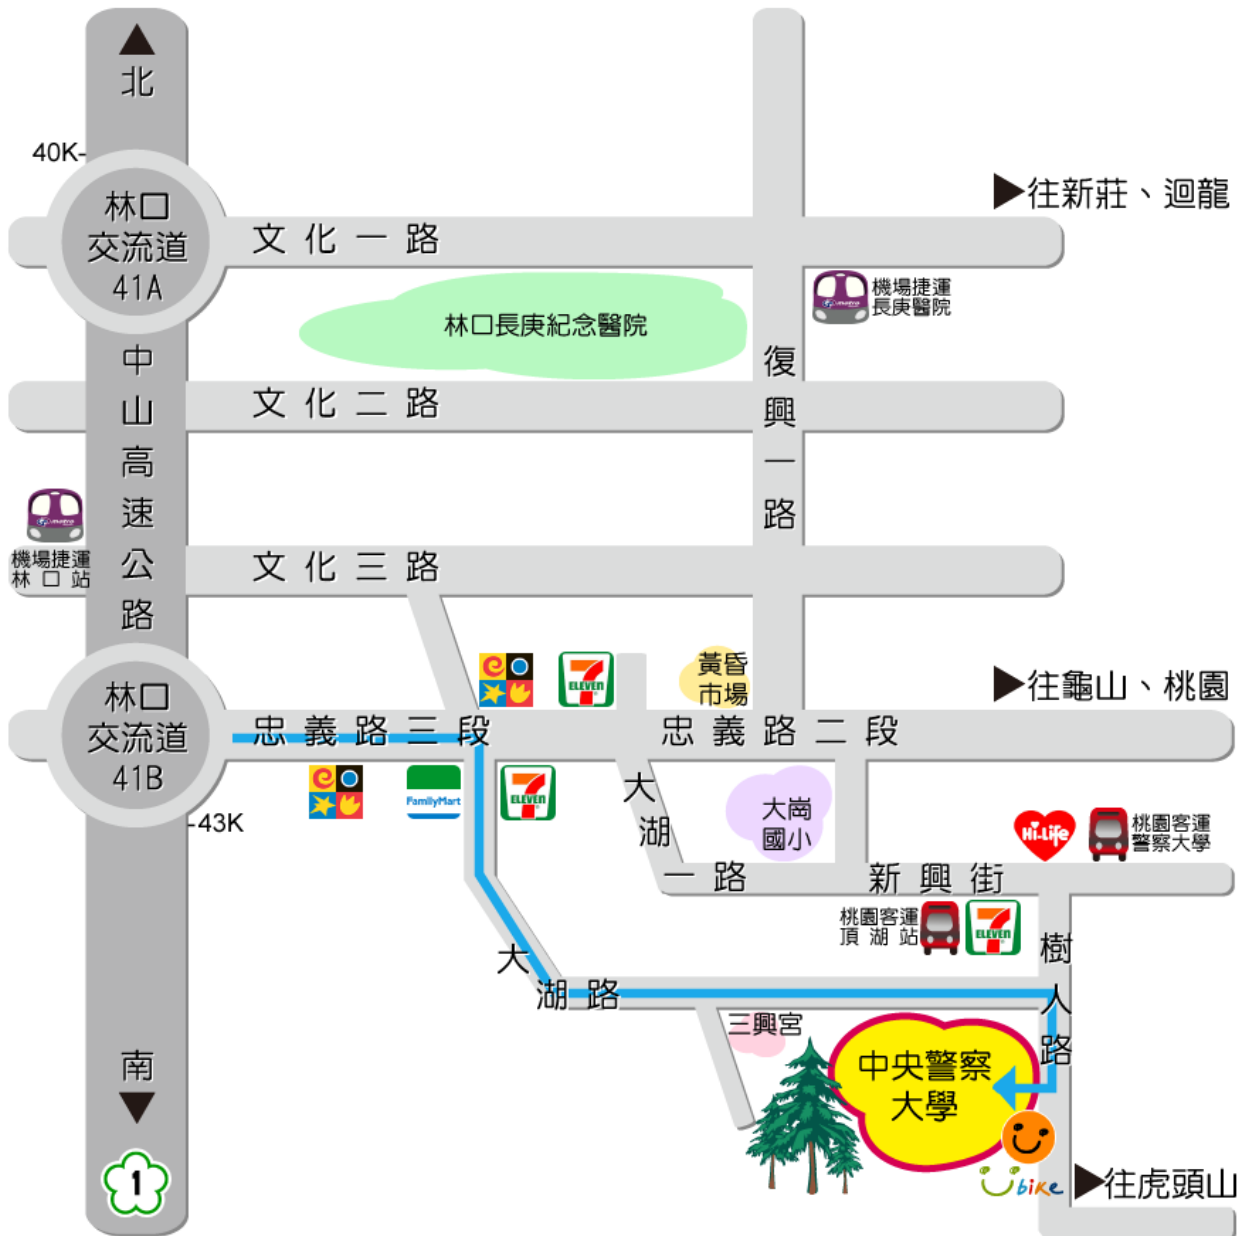 北
40K-
林口
交流道
41A
文化一路
往新莊、迴龍
機場捷運
長庚醫院
林口長庚紀念醫院
中山高速公路
復興一路
文化二路
機場捷運
林口站
文化三路
黃昏
市場
往龜山、桃園
林口
交流道
41B
忠義路三段
忠義路二段
7
ELEVEN
FamilyMart
7
ELEVEN
-43K
大湖一路
大崗
國小
Hi-Life
桃園客運
警察大學
新興街
桃園客運
頂湖站
7
ELEVEN
樹人路
大湖路
三興宮
中央警察
大學
南
1
Ubike
往虎頭山